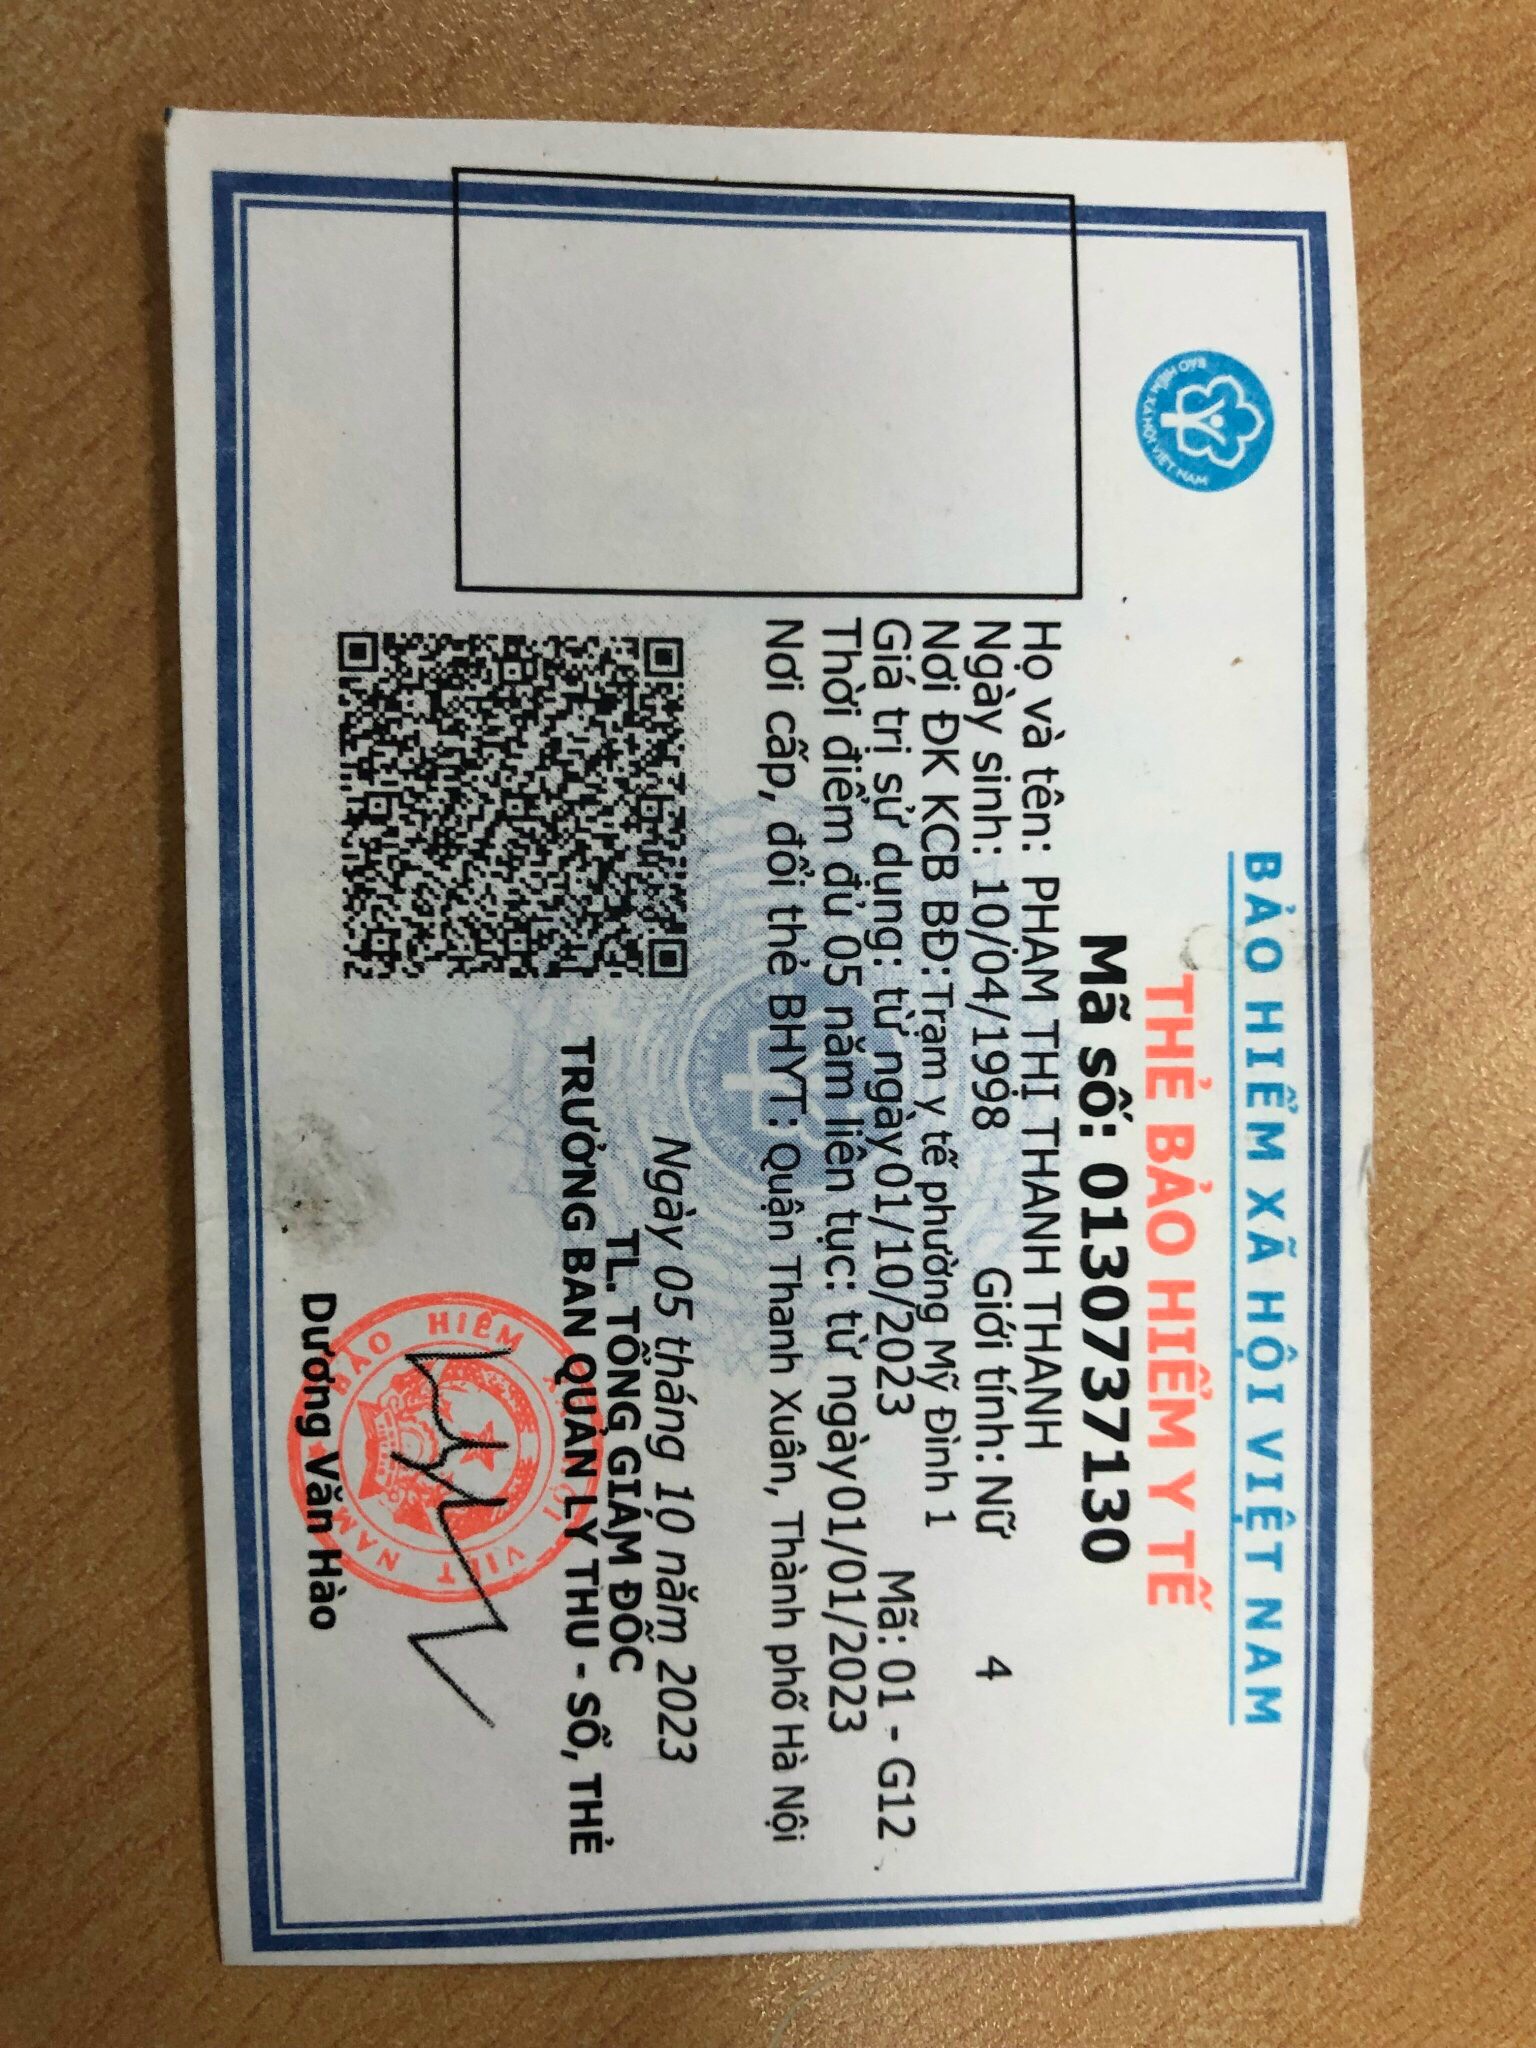 BẢO HIỂM XÃ HỘI VIỆT NAM
THẺ BẢO HIỂM Y TẾ
Mã số: 0130737130
BẢO HIỂM XÃ HỘI VIỆT NAM
Họ và tên: PHẠM THỊ THANH THANH
Ngày sinh: 10/04/1998 Giới tính: Nữ 4
Nơi ĐK KCB BĐ: Trạm y tế phường Mỹ Đình 1
Giá trị sử dụng: từ ngày 01/10/2023 Mã: 01 - G12
Thời điểm đủ 05 năm liên tục: từ ngày 01/01/2023
Nơi cấp, đổi thẻ BHYT: Quận Thanh Xuân, Thành phố Hà Nội
Ngày 05 tháng 10 năm 2023
TL. TỔNG GIÁM ĐỐC
TRƯỞNG BAN QUẢN LÝ THU - SỔ, THẺ
BẢO HIỂM XÃ HỘI VIỆT NAM
Dương Văn Hào